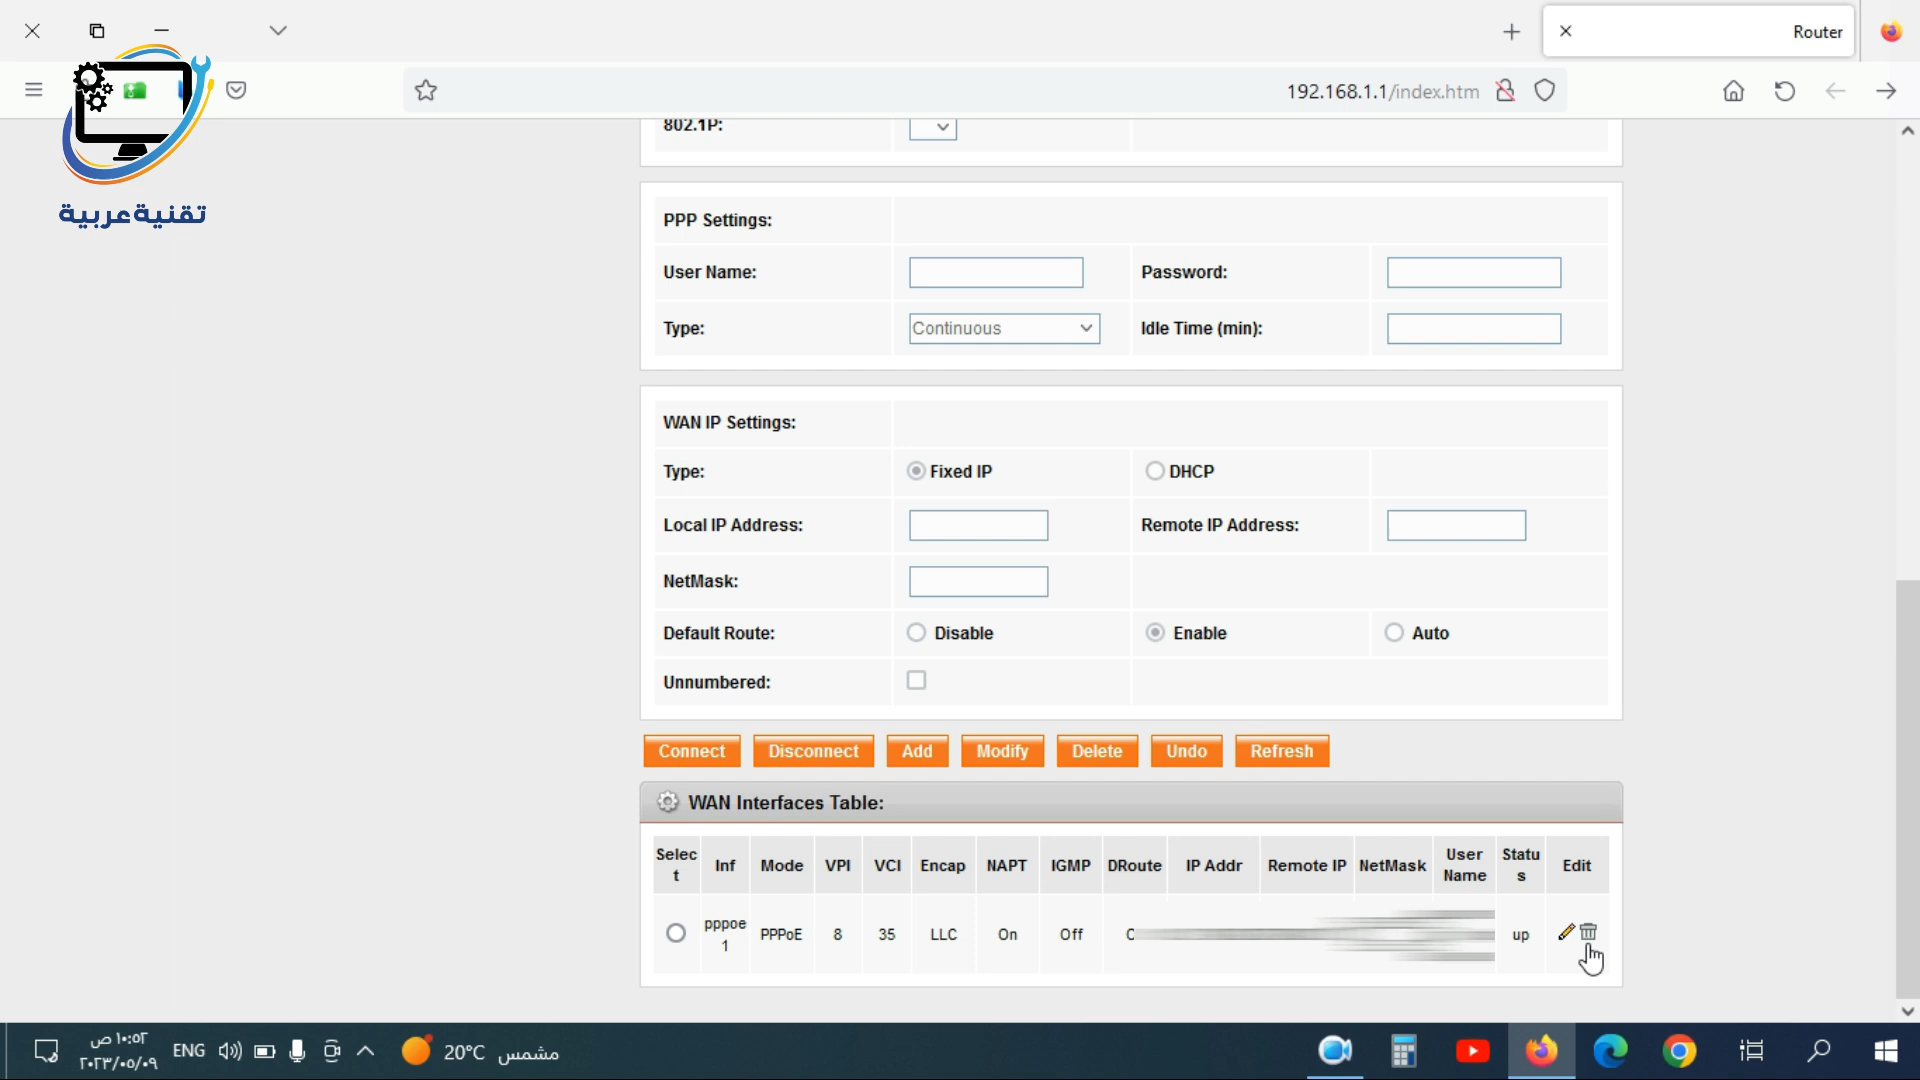 Router
192.168.1.1/index.htm
تقنية عربية
802.1P:
PPP Settings:
User Name:
Password:
Type:
Continuous
Idle Time (min):
WAN IP Settings:
Type:
Fixed IP
DHCP
Local IP Address:
Remote IP Address:
NetMask:
Default Route:
Disable
Enable
Auto
Unnumbered:
Connect
Disconnect
Add
Modify
Delete
Undo
Refresh
WAN Interfaces Table:
Select Inf Mode VPI VCI Encap NAPT IGMP DRoute IP Addr Remote IP NetMask User Name Status Edit
pppoe1 PPPoE 8 35 LLC On Off up
١٠:٥٢ ص
٢٠٢٣/٠٥/٠٩
ENG
20°C مشمس